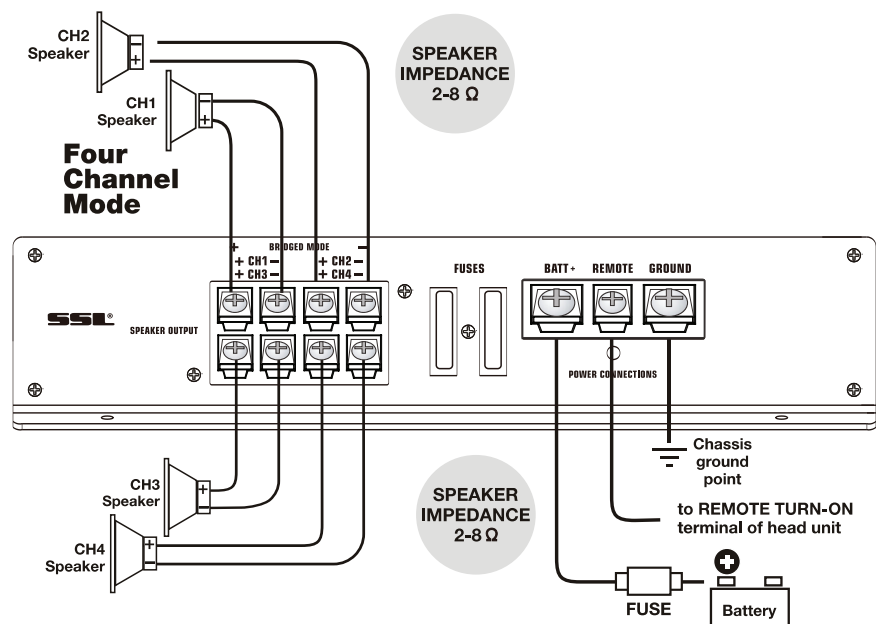 CH2
Speaker
−
+
CH1
Speaker
−
+
SPEAKER
IMPEDANCE
2-8 Ω
Four
Channel
Mode
+ BRIDGED MODE −
+ CH1 − + CH2 −
+ CH3 − + CH4 −
FUSES
BATT + REMOTE GROUND
SSL®
SPEAKER OUTPUT
POWER CONNECTIONS
Chassis
ground
point
CH3
Speaker
+
−
SPEAKER
IMPEDANCE
2-8 Ω
to REMOTE TURN-ON
terminal of head unit
CH4
Speaker
+
−
+
FUSE
Battery